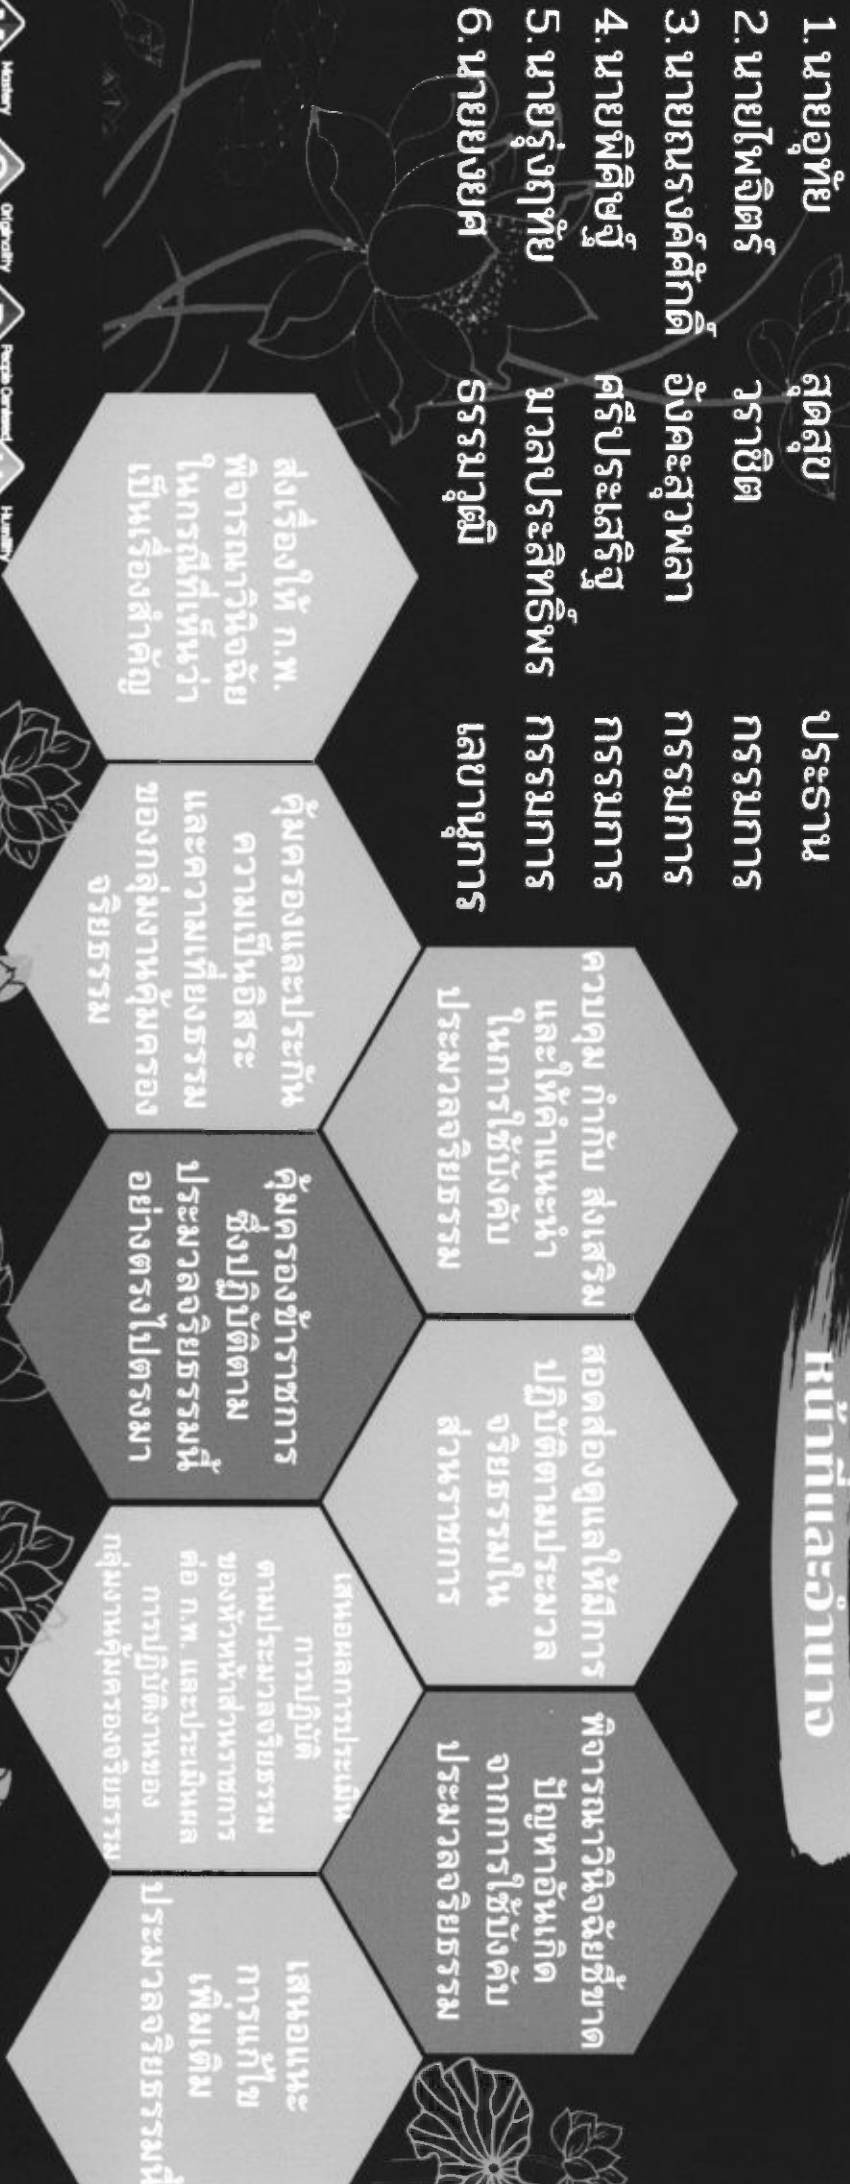 1.นายอุทัย สุดสุข ประธาน
2.นายไพจิตร์ วราชิต กรรมการ
3.นายณรงค์ศักดิ์ อังคะสุวพลา กรรมการ
4.นายพิศิษฐ์ ศรีประเสริฐ กรรมการ
5.นายรุ่งฤทัย มวลประสิทธิ์พร กรรมการ
6.นายยงยศ ธรรมวุฒิ เลขานุการ
หน้าที่และอำนาจ
ควบคุม กำกับ ส่งเสริม
และให้คำแนะนำ
ในการใช้บังคับ
ประมวลจริยธรรม
สอดส่องดูแลให้มีการ
ปฏิบัติตามประมวล
จริยธรรมใน
ส่วนราชการ
พิจารณาวินิจฉัยชี้ขาด
ปัญหาอันเกิด
จากการใช้บังคับ
ประมวลจริยธรรม
ส่งเรื่องให้ ก.พ.
พิจารณาวินิจฉัย
ในกรณีที่เห็นว่า
เป็นเรื่องสำคัญ
คุ้มครองและประกัน
ความเป็นอิสระ
และความเที่ยงธรรม
ของกลุ่มงานคุ้มครอง
จริยธรรม
คุ้มครองข้าราชการ
ซึ่งปฏิบัติตาม
ประมวลจริยธรรมนี้
อย่างตรงไปตรงมา
เสนอผลการประเมิน
การปฏิบัติ
ตามประมวลจริยธรรม
ของหัวหน้าส่วนราชการ
ต่อ ก.พ. และประเมินผล
การปฏิบัติงานของ
กลุ่มงานคุ้มครองจริยธรรม
เสนอแนะ
การแก้ไข
เพิ่มเติม
ประมวลจริยธรรมนี้
Mastery
Originality
People Centered
Humility